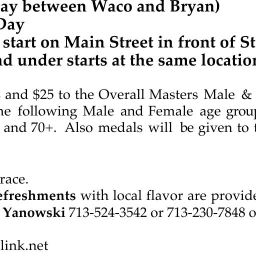 ay between Waco and Bryan)
Day
start on Main Street in front of St
d under starts at the same location
and $25 to the Overall Masters Male &
e following Male and Female age grou
and 70+. Also medals will be given to t
race.
efreshments with local flavor are provide
Yanowski 713-524-3542 or 713-230-7848 o
link.net